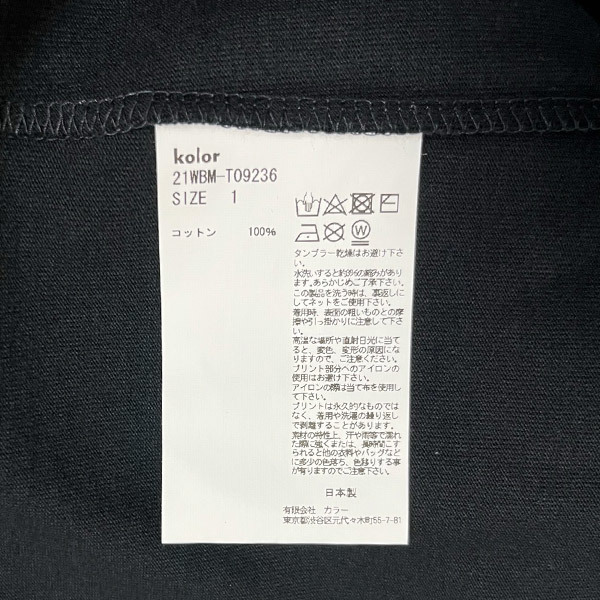 kolor
21WBM-T09236
SIZE 1
コットン 100%
W
タンブラー乾燥はお避け下さい。
水洗いすると約3%の縮みがあります。あらかじめご了承下さい。
この製品を洗う時は、裏返しにしてネットをご使用下さい。
着用時、表面の粗いものとの摩擦や引っ掛かりに注意して下さい。
高温な場所や直射日光に当てると、変色、変形の原因になりますので、ご注意下さい。
プリント部分へのアイロンの使用はお避け下さい。
アイロンの際は当て布を使用して下さい。
プリントは永久的なものではなく、着用や洗濯の繰り返しで剥離することがあります。
素材の特性上、汗や雨等で濡れた際に強くまたは、長時間こすられると他の衣料やバッグなどに多少の色落ち、色移りする事が有りますのでご注意下さい。
日本製
有限会社 カラー
東京都渋谷区元代々木町55-7-81